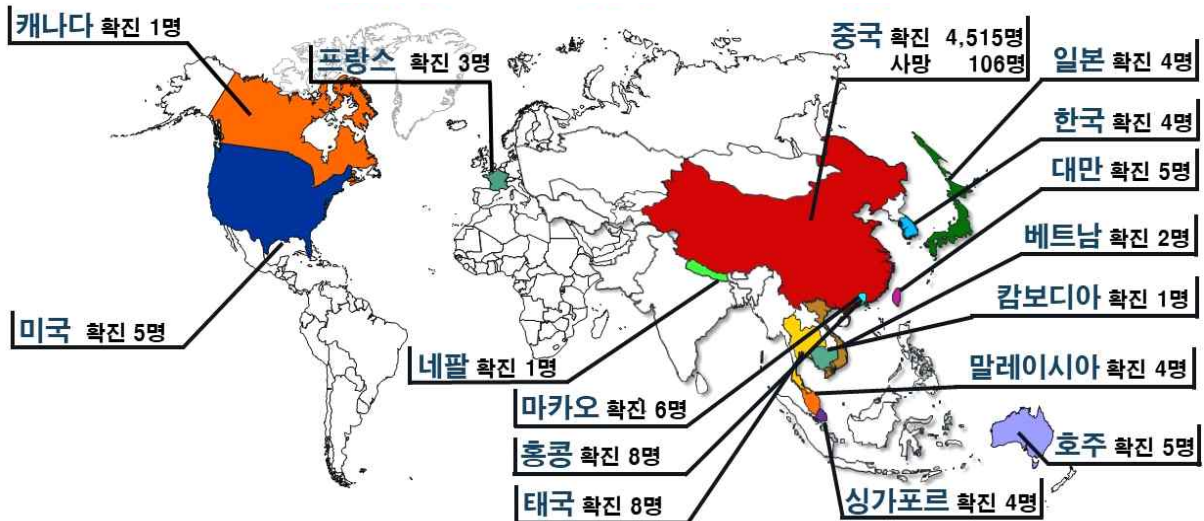 캐나다 확진 1명
프랑스 확진 3명
중국 확진 4,515명
사망 106명
일본 확진 4명
한국 확진 4명
대만 확진 5명
베트남 확진 2명
캄보디아 확진 1명
미국 확진 5명
네팔 확진 1명
말레이시아 확진 4명
마카오 확진 6명
홍콩 확진 8명
호주 확진 5명
태국 확진 8명
싱가포르 확진 4명